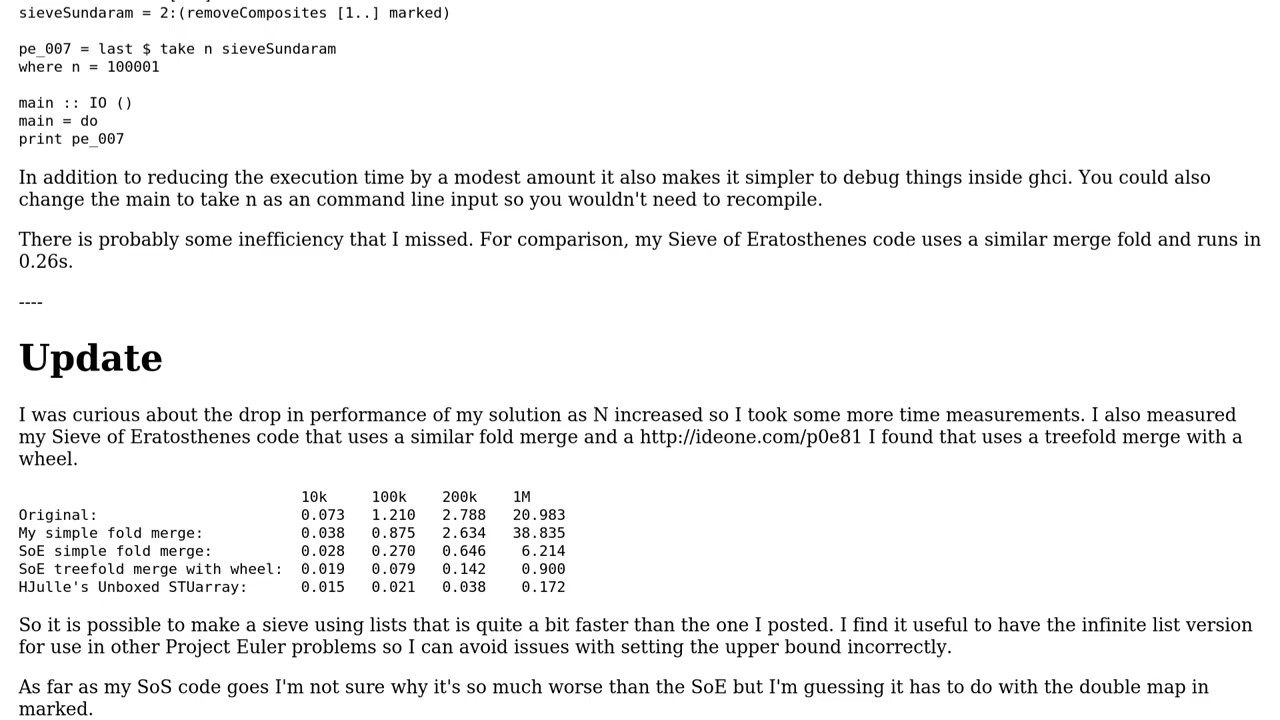 sieveSundaram = 2:(removeComposites [1..] marked)
pe_007 = last $ take n sieveSundaram
where n = 100001
main :: IO ()
main = do
print pe_007
In addition to reducing the execution time by a modest amount it also makes it simpler to debug things inside ghci. You could also
change the main to take n as an command line input so you wouldn't need to recompile.
There is probably some inefficiency that I missed. For comparison, my Sieve of Eratosthenes code uses a similar merge fold and runs in
0.26s.
----
Update
I was curious about the drop in performance of my solution as N increased so I took some more time measurements. I also measured
my Sieve of Eratosthenes code that uses a similar fold merge and a http://ideone.com/p0e81 I found that uses a treefold merge with a
wheel.
10k 100k 200k 1M
Original: 0.073 1.210 2.788 20.983
My simple fold merge: 0.038 0.875 2.634 38.835
SoE simple fold merge: 0.028 0.270 0.646 6.214
SoE treefold merge with wheel: 0.019 0.079 0.142 0.900
HJulle's Unboxed STUarray: 0.015 0.021 0.038 0.172
So it is possible to make a sieve using lists that is quite a bit faster than the one I posted. I find it useful to have the infinite list version
for use in other Project Euler problems so I can avoid issues with setting the upper bound incorrectly.
As far as my SoS code goes I'm not sure why it's so much worse than the SoE but I'm guessing it has to do with the double map in
marked.